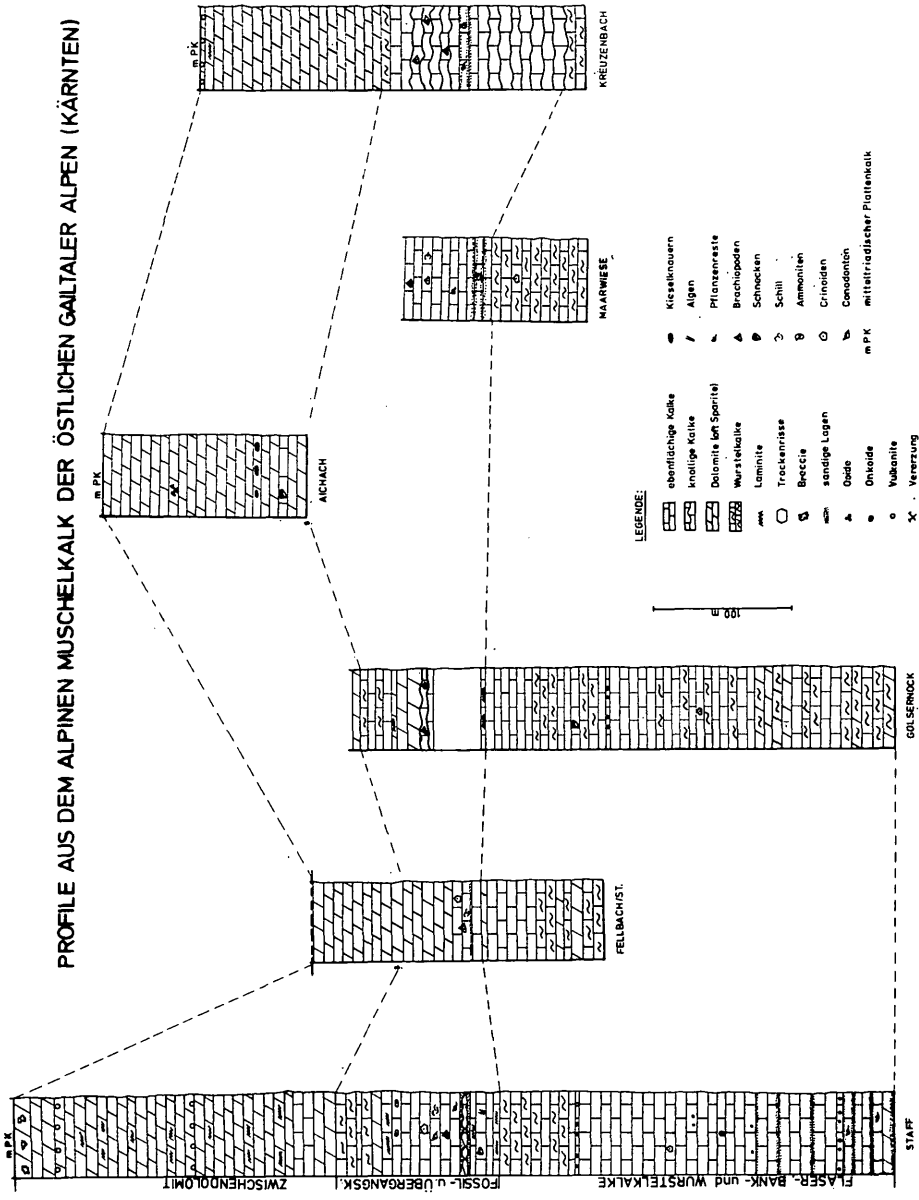 PROFILE AUS DEM ALPINEN MUSCHELKALK DER ÖSTLICHEN GAILTALER ALPEN (KÄRNTEN)
m PK
ZWISCHENDOLOMIT
FOSSIL- u. ÜBERGANGSK.
FLASER-, BANK- und WURSTELKALKE
STAFF
FELLBACH/ST.
GOLSERNOCK
m PK
AICHACH
MAARWIESE
m PK
KREUZENBACH
100 m
LEGENDE:
ebenflächige Kalke
knollige Kalke
Dolomite (oft Sparite)
Wurstelkalke
Laminite
Trockenrisse
Breccie
sandige Lagen
Ooide
Onkoide
Vulkanite
Vererzung
Kieselknauern
Algen
Pflanzenreste
Brachiopoden
Schnecken
Schill
Ammoniten
Crinoiden
Conodonten
m PK mitteltriadischer Plattenkalk